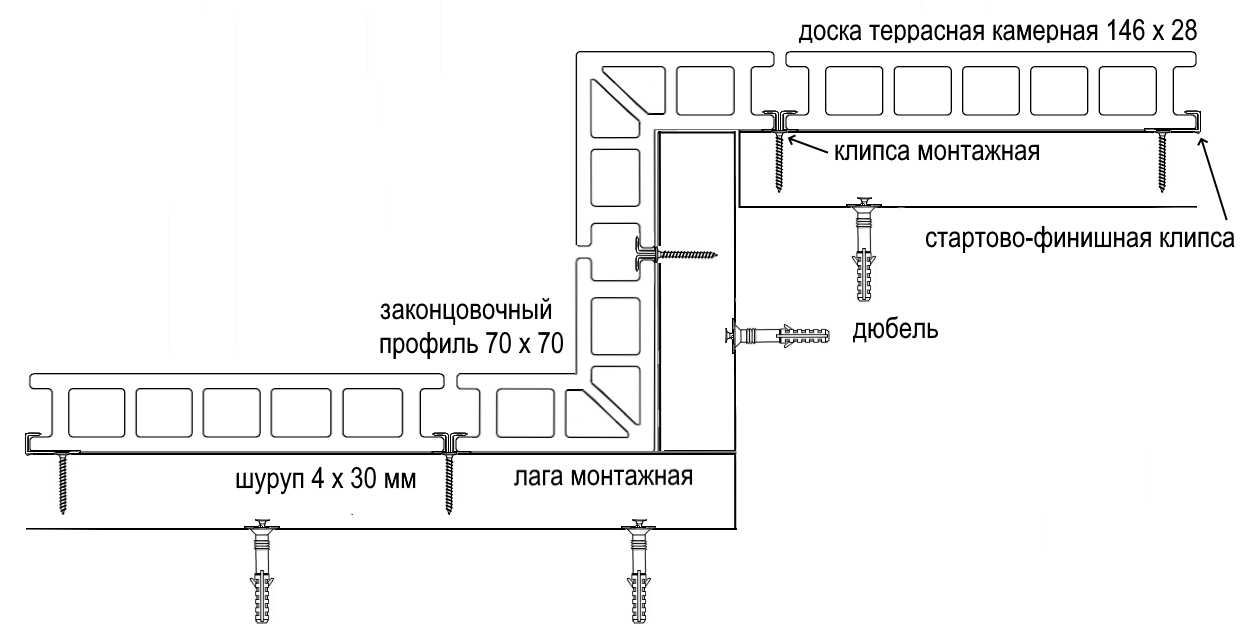 доска террасная камерная 146 х 28
клипса монтажная
стартово-финишная клипса
законцовочный
профиль 70 х 70
дюбель
шуруп 4 х 30 мм
лага монтажная